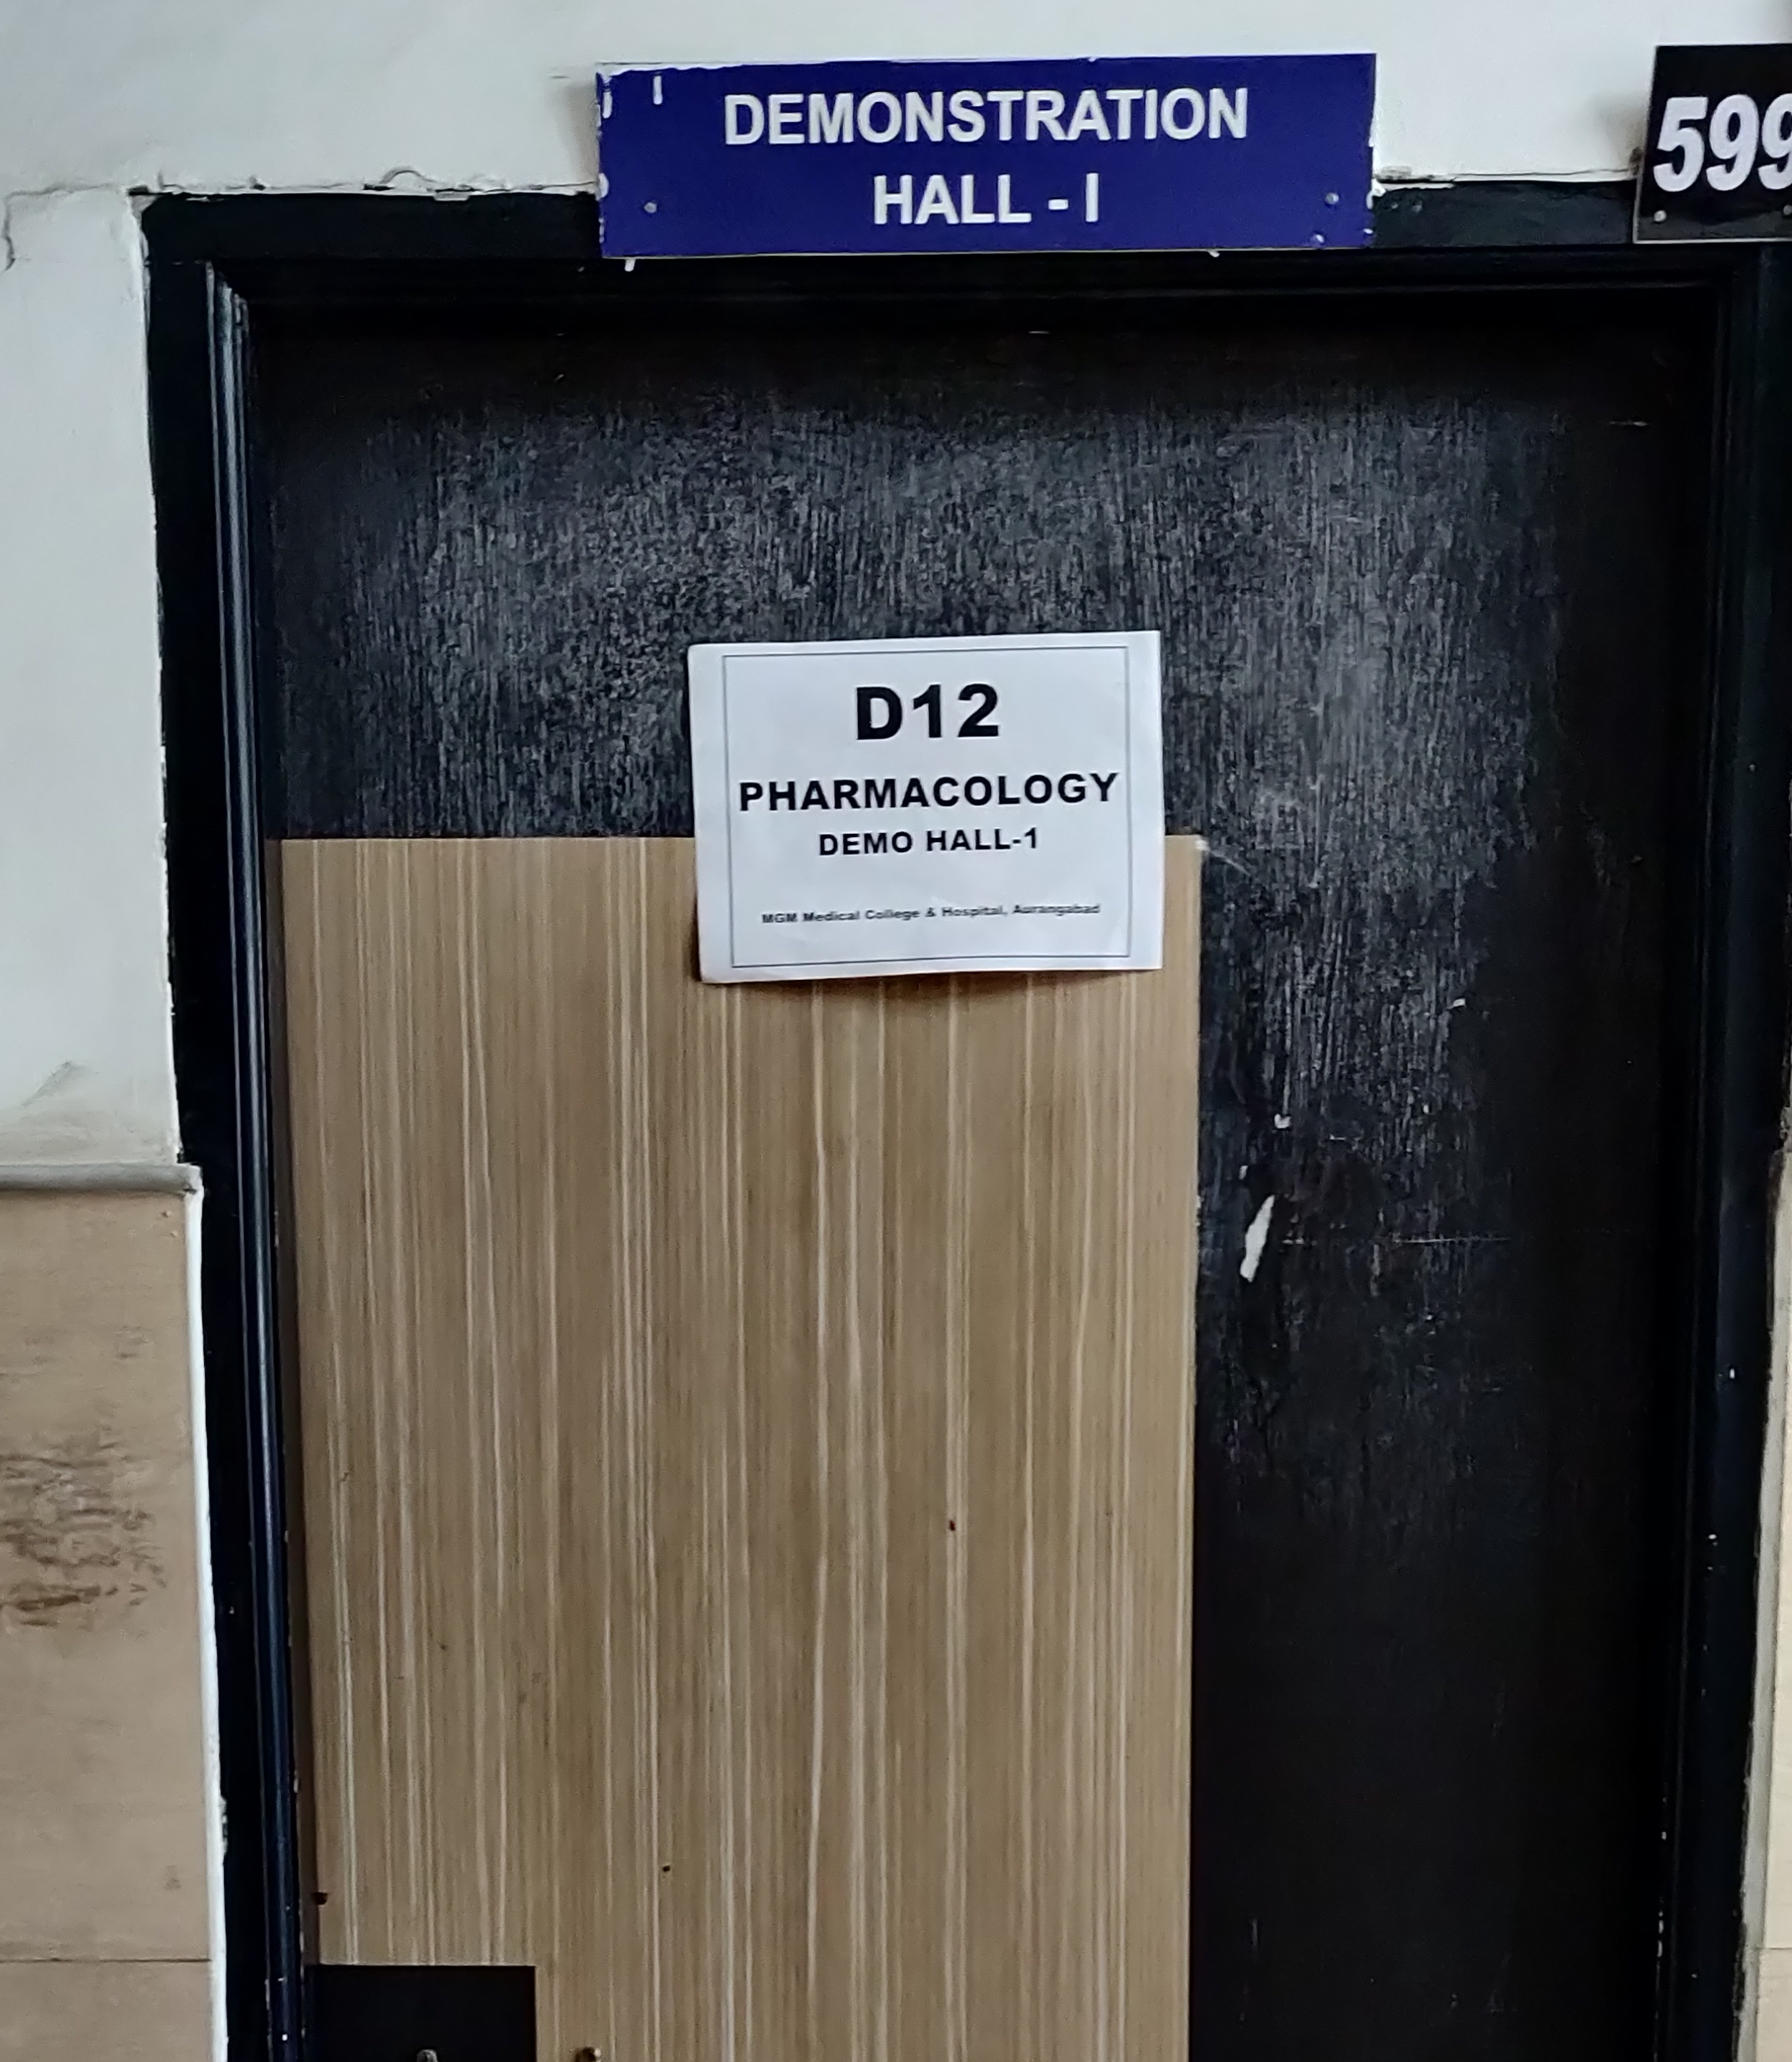 DEMONSTRATION
HALL - I
599
D12
PHARMACOLOGY
DEMO HALL-1
MGM Medical College & Hospital, Aurangabad